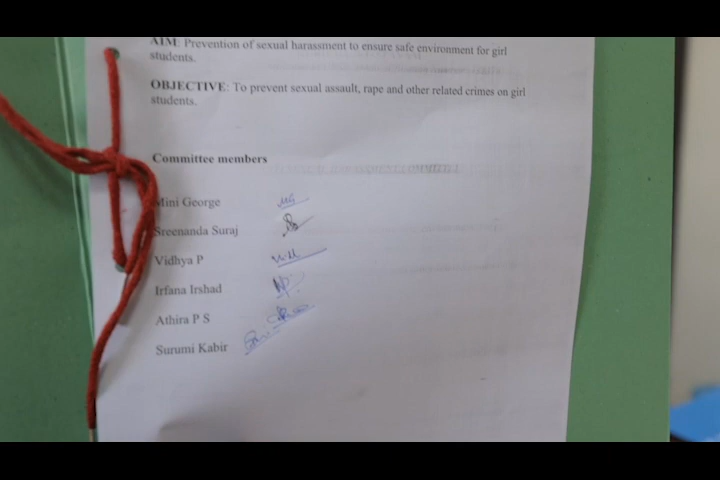 AIM: Prevention of sexual harassment to ensure safe environment for girl
students.
OBJECTIVE: To prevent sexual assault, rape and other related crimes on girl
students.
Committee members
Mini George
Sreenanda Suraj
Vidhya P
Irfana Irshad
Athira P S
Surumi Kabir